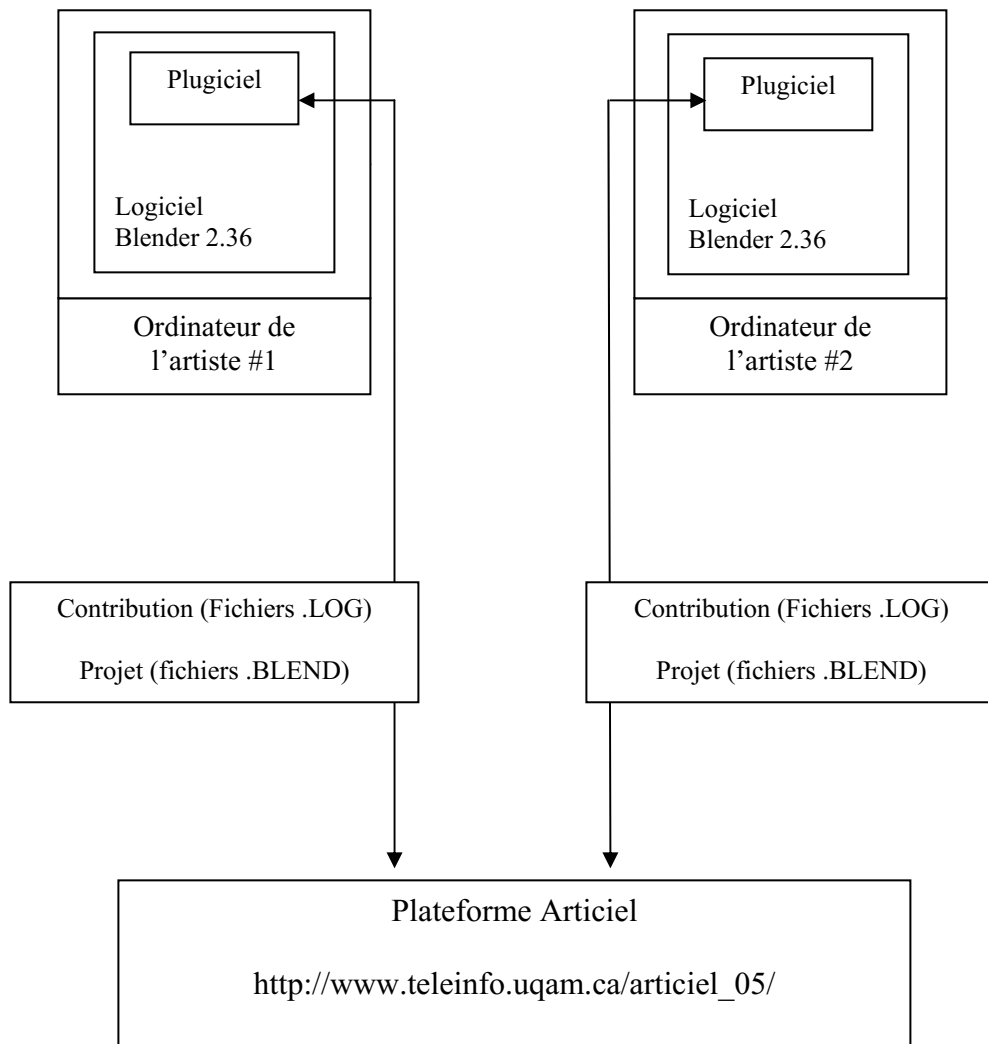 Plugiciel
Logiciel
Blender 2.36
Ordinateur de
l’artiste #1
Plugiciel
Logiciel
Blender 2.36
Ordinateur de
l’artiste #2
Contribution (Fichiers .LOG)
Projet (fichiers .BLEND)
Contribution (Fichiers .LOG)
Projet (fichiers .BLEND)
Plateforme Articiel
http://www.teleinfo.uqam.ca/articiel_05/